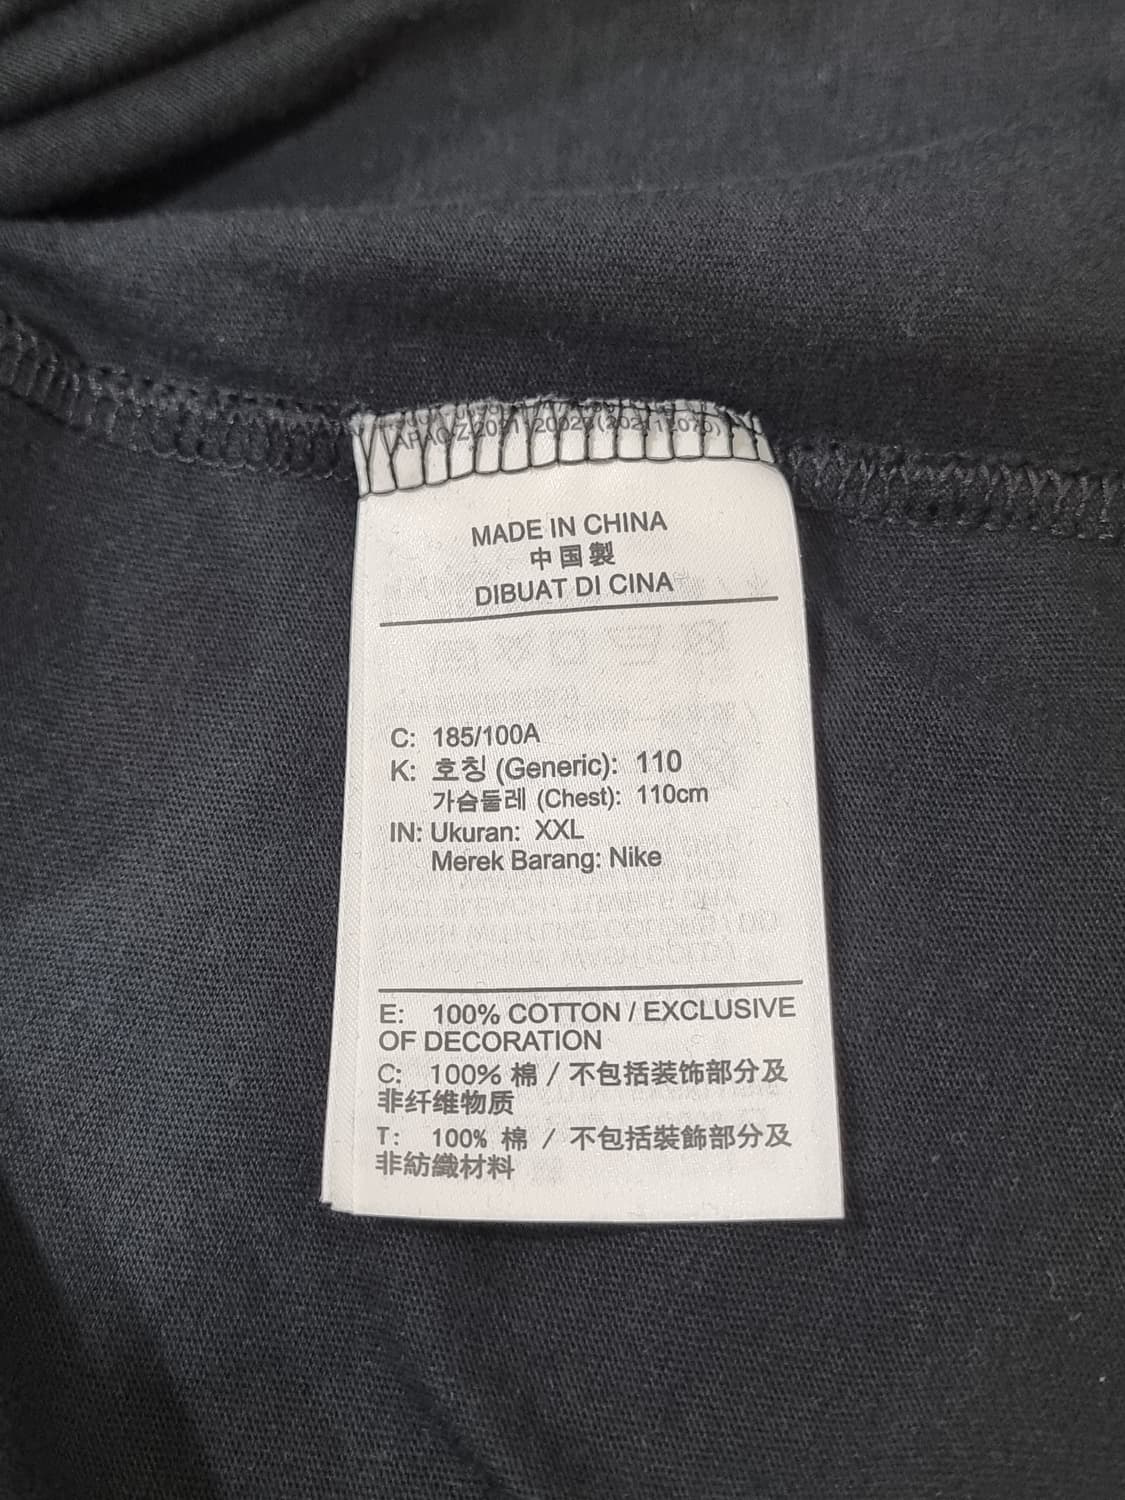 MADE IN CHINA
中国製
DIBUAT DI CINA
C: 185/100A
K: 호칭 (Generic): 110
가슴둘레 (Chest): 110cm
IN: Ukuran: XXL
Merek Barang: Nike
E: 100% COTTON / EXCLUSIVE
OF DECORATION
C: 100% 棉 / 不包括装饰部分及
非纤维物质
T: 100% 棉 / 不包括裝飾部分及
非紡織材料